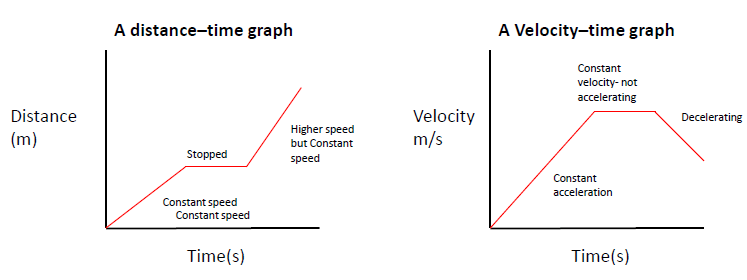 A distance–time graph
Distance
(m)
Stopped
Higher speed
but Constant
speed
Constant speed
Constant speed
Time(s)
A Velocity–time graph
Velocity
m/s
Constant
velocity- not
accelerating
Decelerating
Constant
acceleration
Time(s)